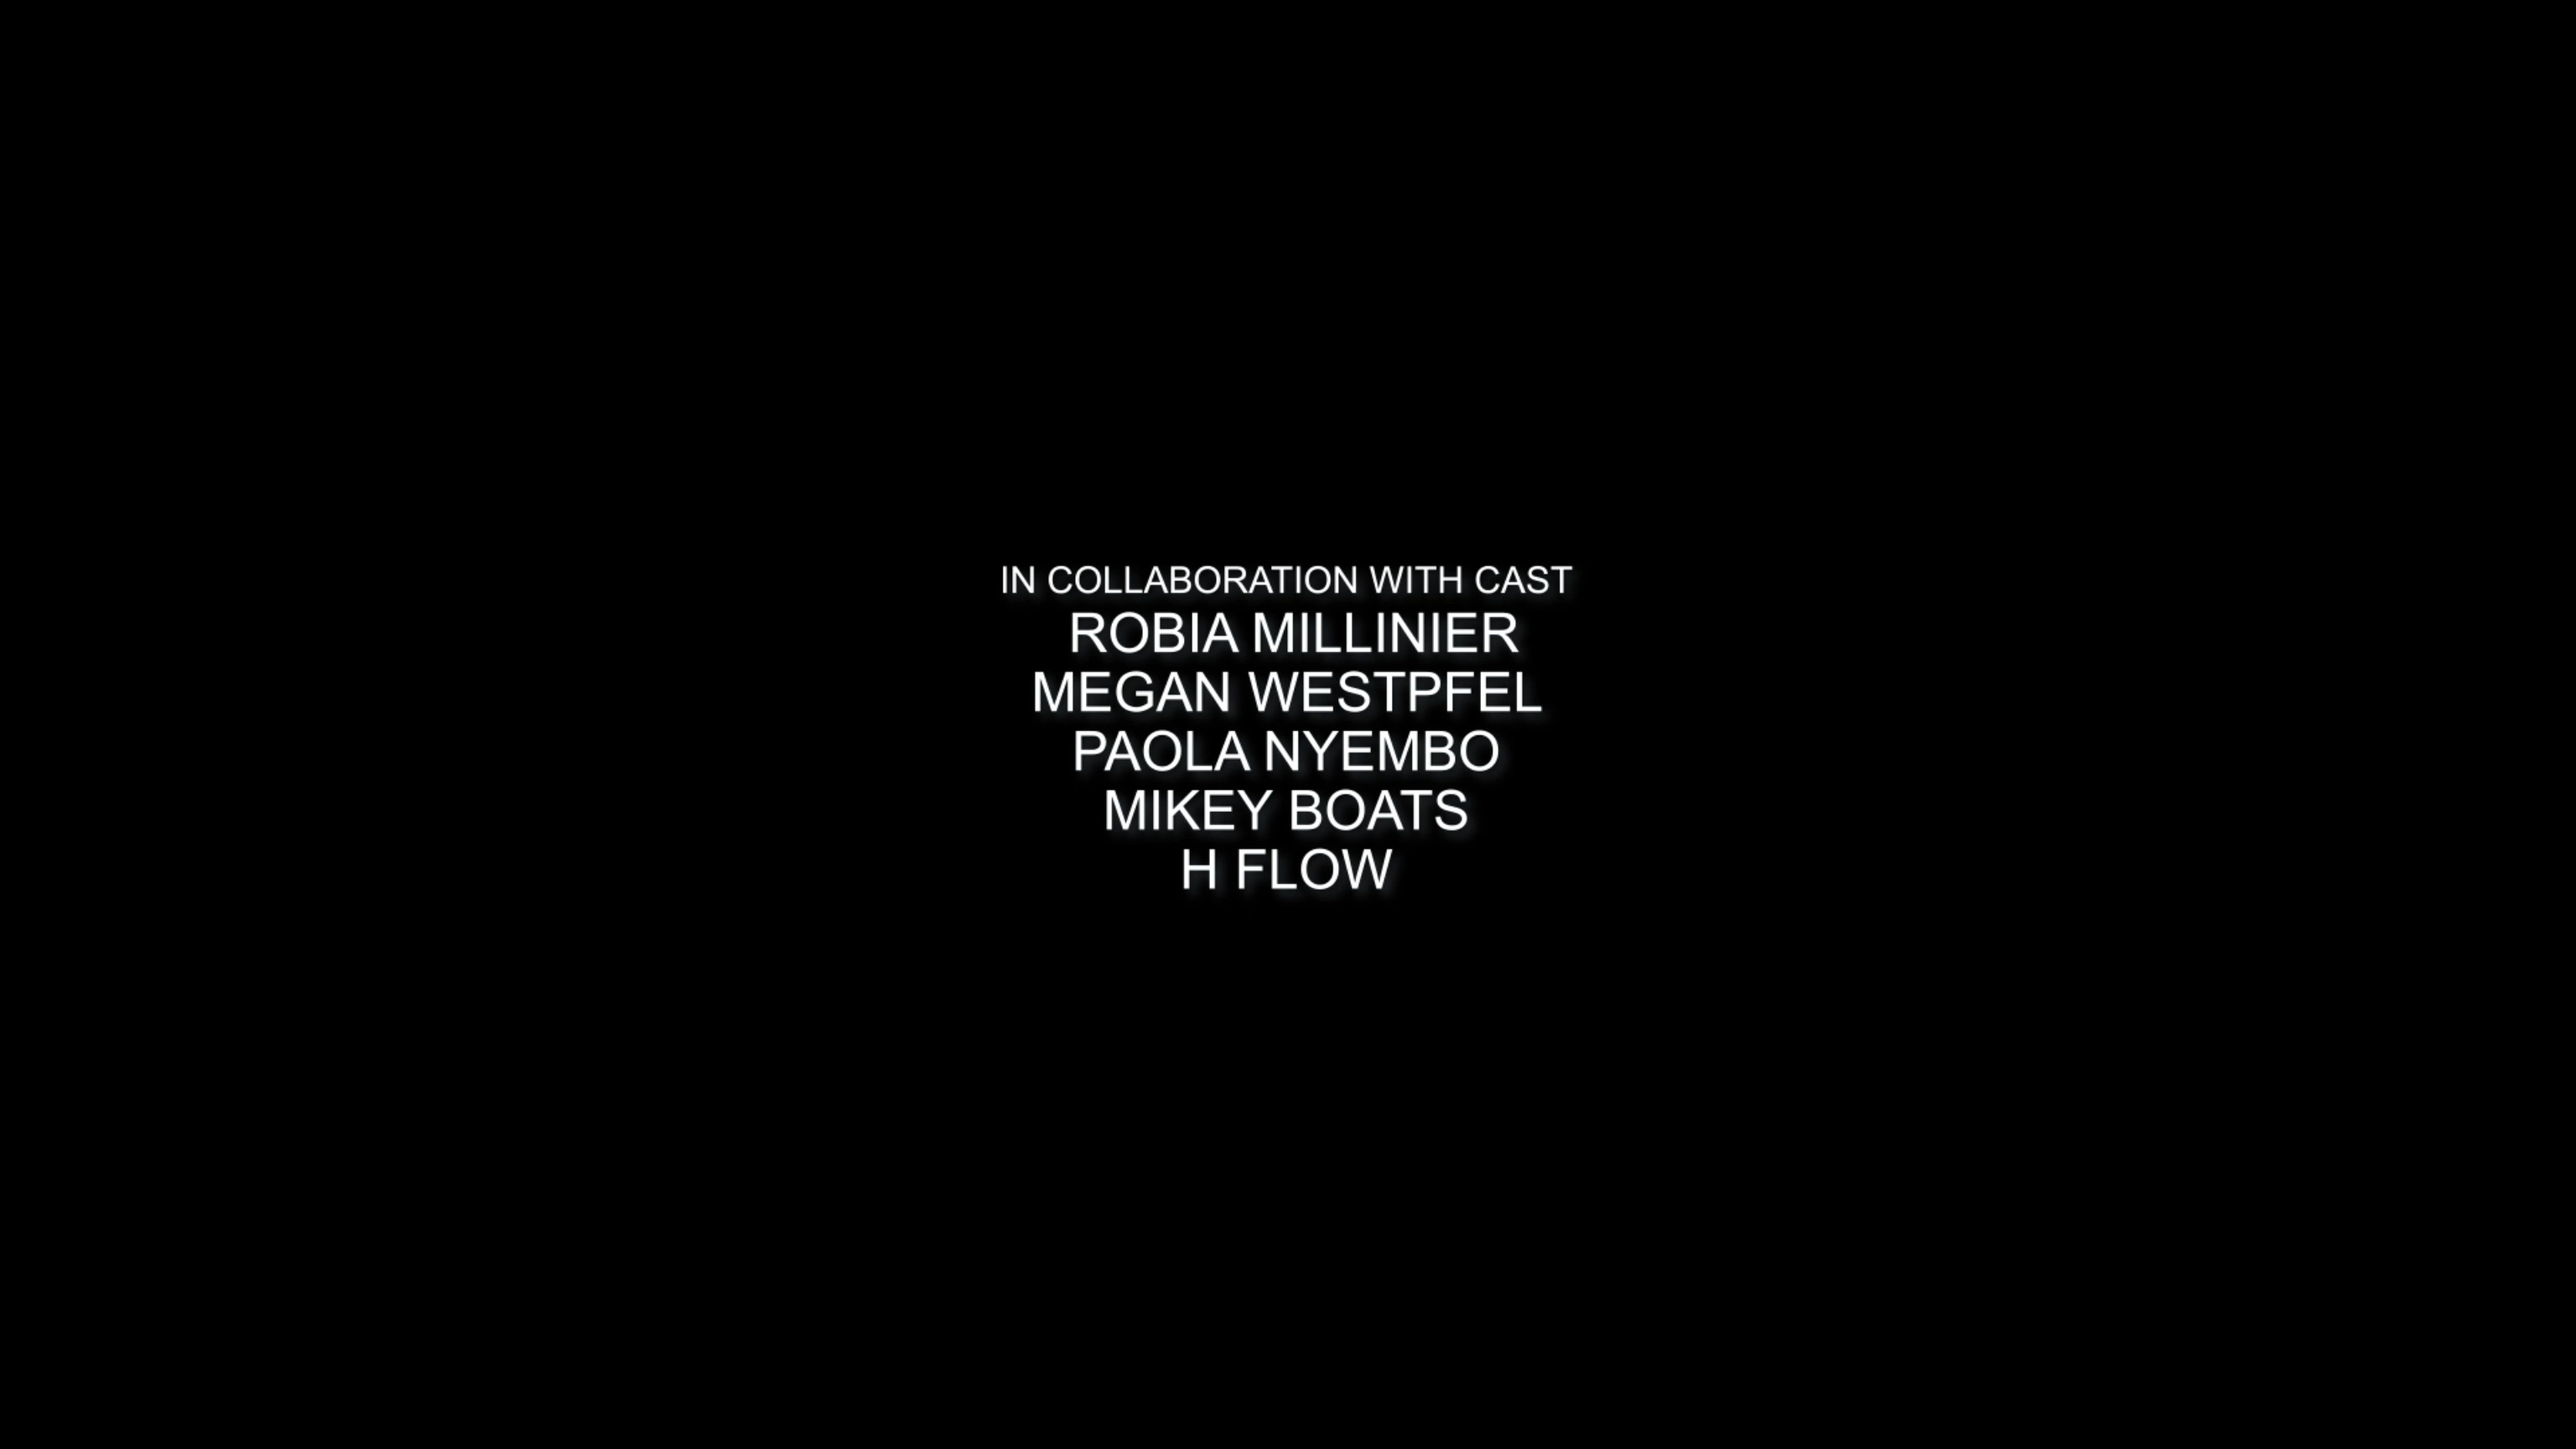 IN COLLABORATION WITH CAST
ROBIA MILLINIER
MEGAN WESTPFEL
PAOLA NYEMBO
MIKEY BOATS
H FLOW